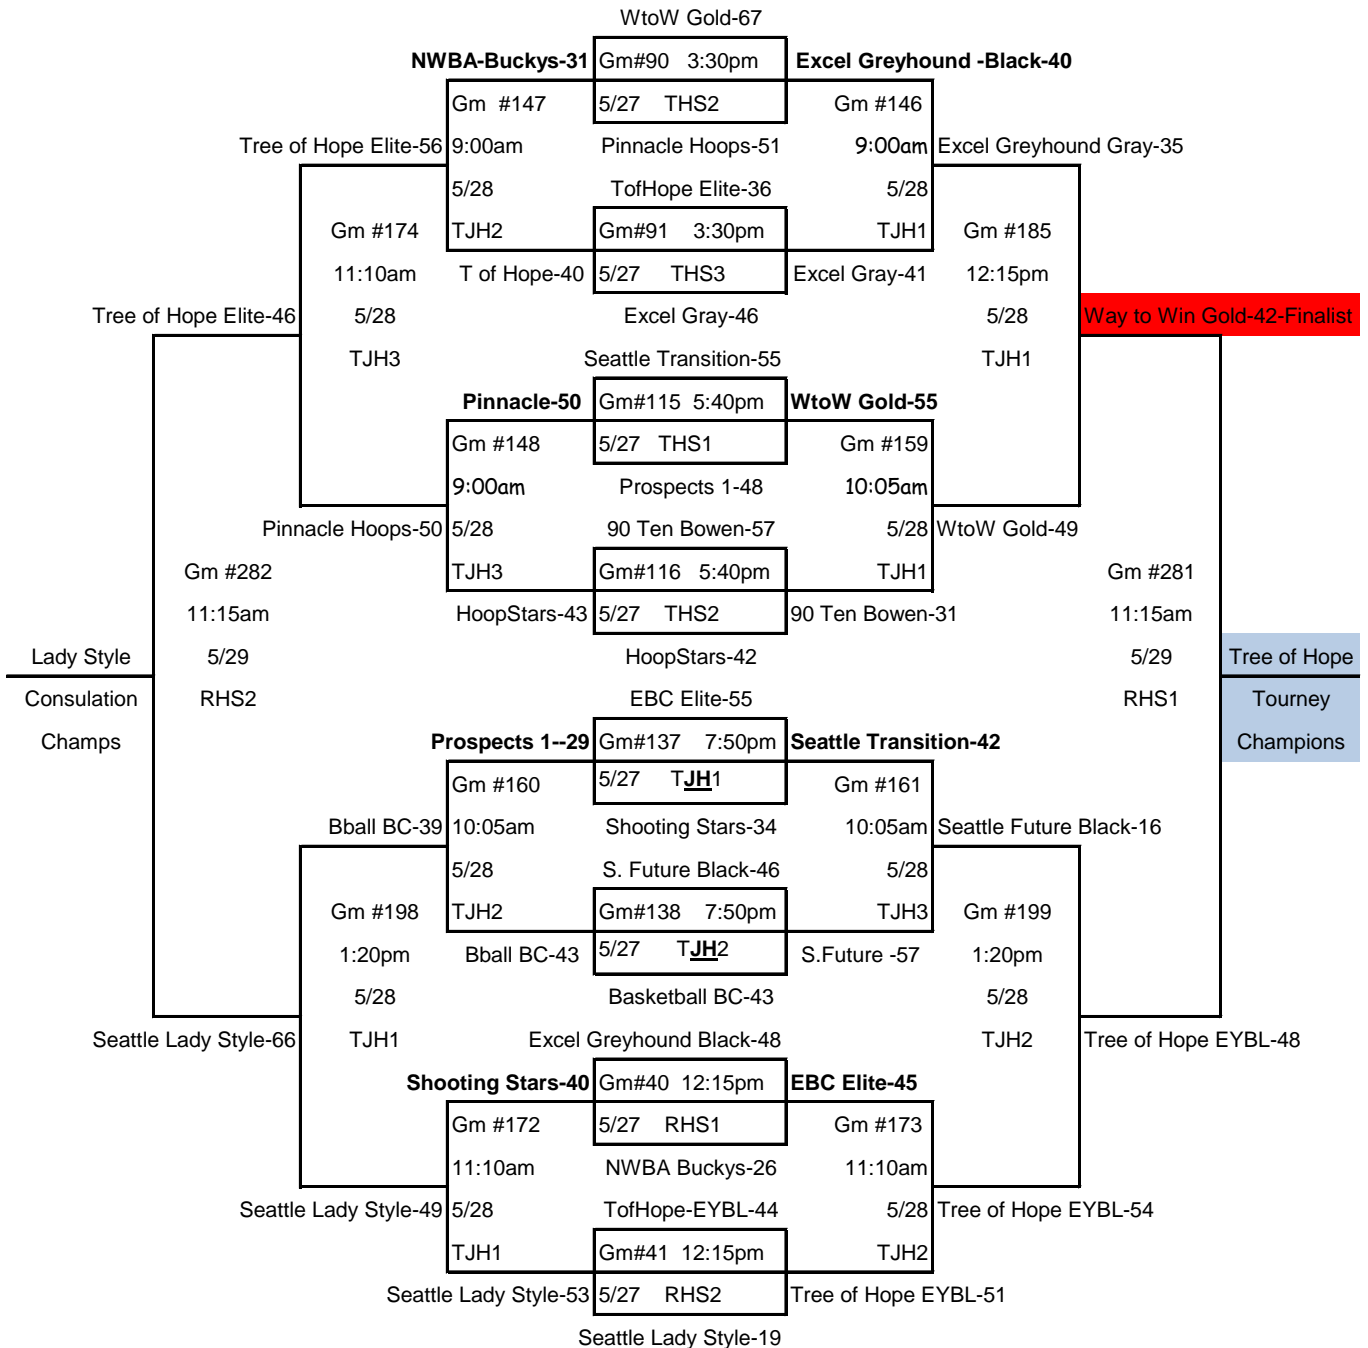 WtoW Gold-67
NWBA-Buckys-31 Gm#90 3:30pm Excel Greyhound -Black-40
Gm #147 5/27 THS2 Gm #146
Tree of Hope Elite-56 9:00am Pinnacle Hoops-51 9:00am Excel Greyhound Gray-35
5/28 TofHope Elite-36 5/28
Gm #174 TJH2 Gm#91 3:30pm TJH1 Gm #185
11:10am T of Hope-40 5/27 THS3 Excel Gray-41 12:15pm
Tree of Hope Elite-46 5/28 Excel Gray-46 5/28 Way to Win Gold-42-Finalist
TJH3 Seattle Transition-55 TJH1
Pinnacle-50 Gm#115 5:40pm WtoW Gold-55
Gm #148 5/27 THS1 Gm #159
9:00am Prospects 1-48 10:05am
Pinnacle Hoops-50 5/28 90 Ten Bowen-57 5/28 WtoW Gold-49
Gm #282 TJH3 Gm#116 5:40pm TJH1 Gm #281
11:15am HoopStars-43 5/27 THS2 90 Ten Bowen-31 11:15am
Lady Style 5/29 HoopStars-42 5/29 Tree of Hope
Consulation RHS2 EBC Elite-55 RHS1 Tourney
Champs Prospects 1--29 Gm#137 7:50pm Seattle Transition-42 Champions
Gm #160 5/27 TJH1 Gm #161
Bball BC-39 10:05am Shooting Stars-34 10:05am Seattle Future Black-16
5/28 S. Future Black-46 5/28
Gm #198 TJH2 Gm#138 7:50pm TJH3 Gm #199
1:20pm Bball BC-43 5/27 TJH2 S.Future -57 1:20pm
5/28 Basketball BC-43 5/28
Seattle Lady Style-66 TJH1 Excel Greyhound Black-48 TJH2 Tree of Hope EYBL-48
Shooting Stars-40 Gm#40 12:15pm EBC Elite-45
Gm #172 5/27 RHS1 Gm #173
11:10am NWBA Buckys-26 11:10am
Seattle Lady Style-49 5/28 TofHope-EYBL-44 5/28 Tree of Hope EYBL-54
TJH1 Gm#41 12:15pm TJH2
Seattle Lady Style-53 5/27 RHS2 Tree of Hope EYBL-51
Seattle Lady Style-19